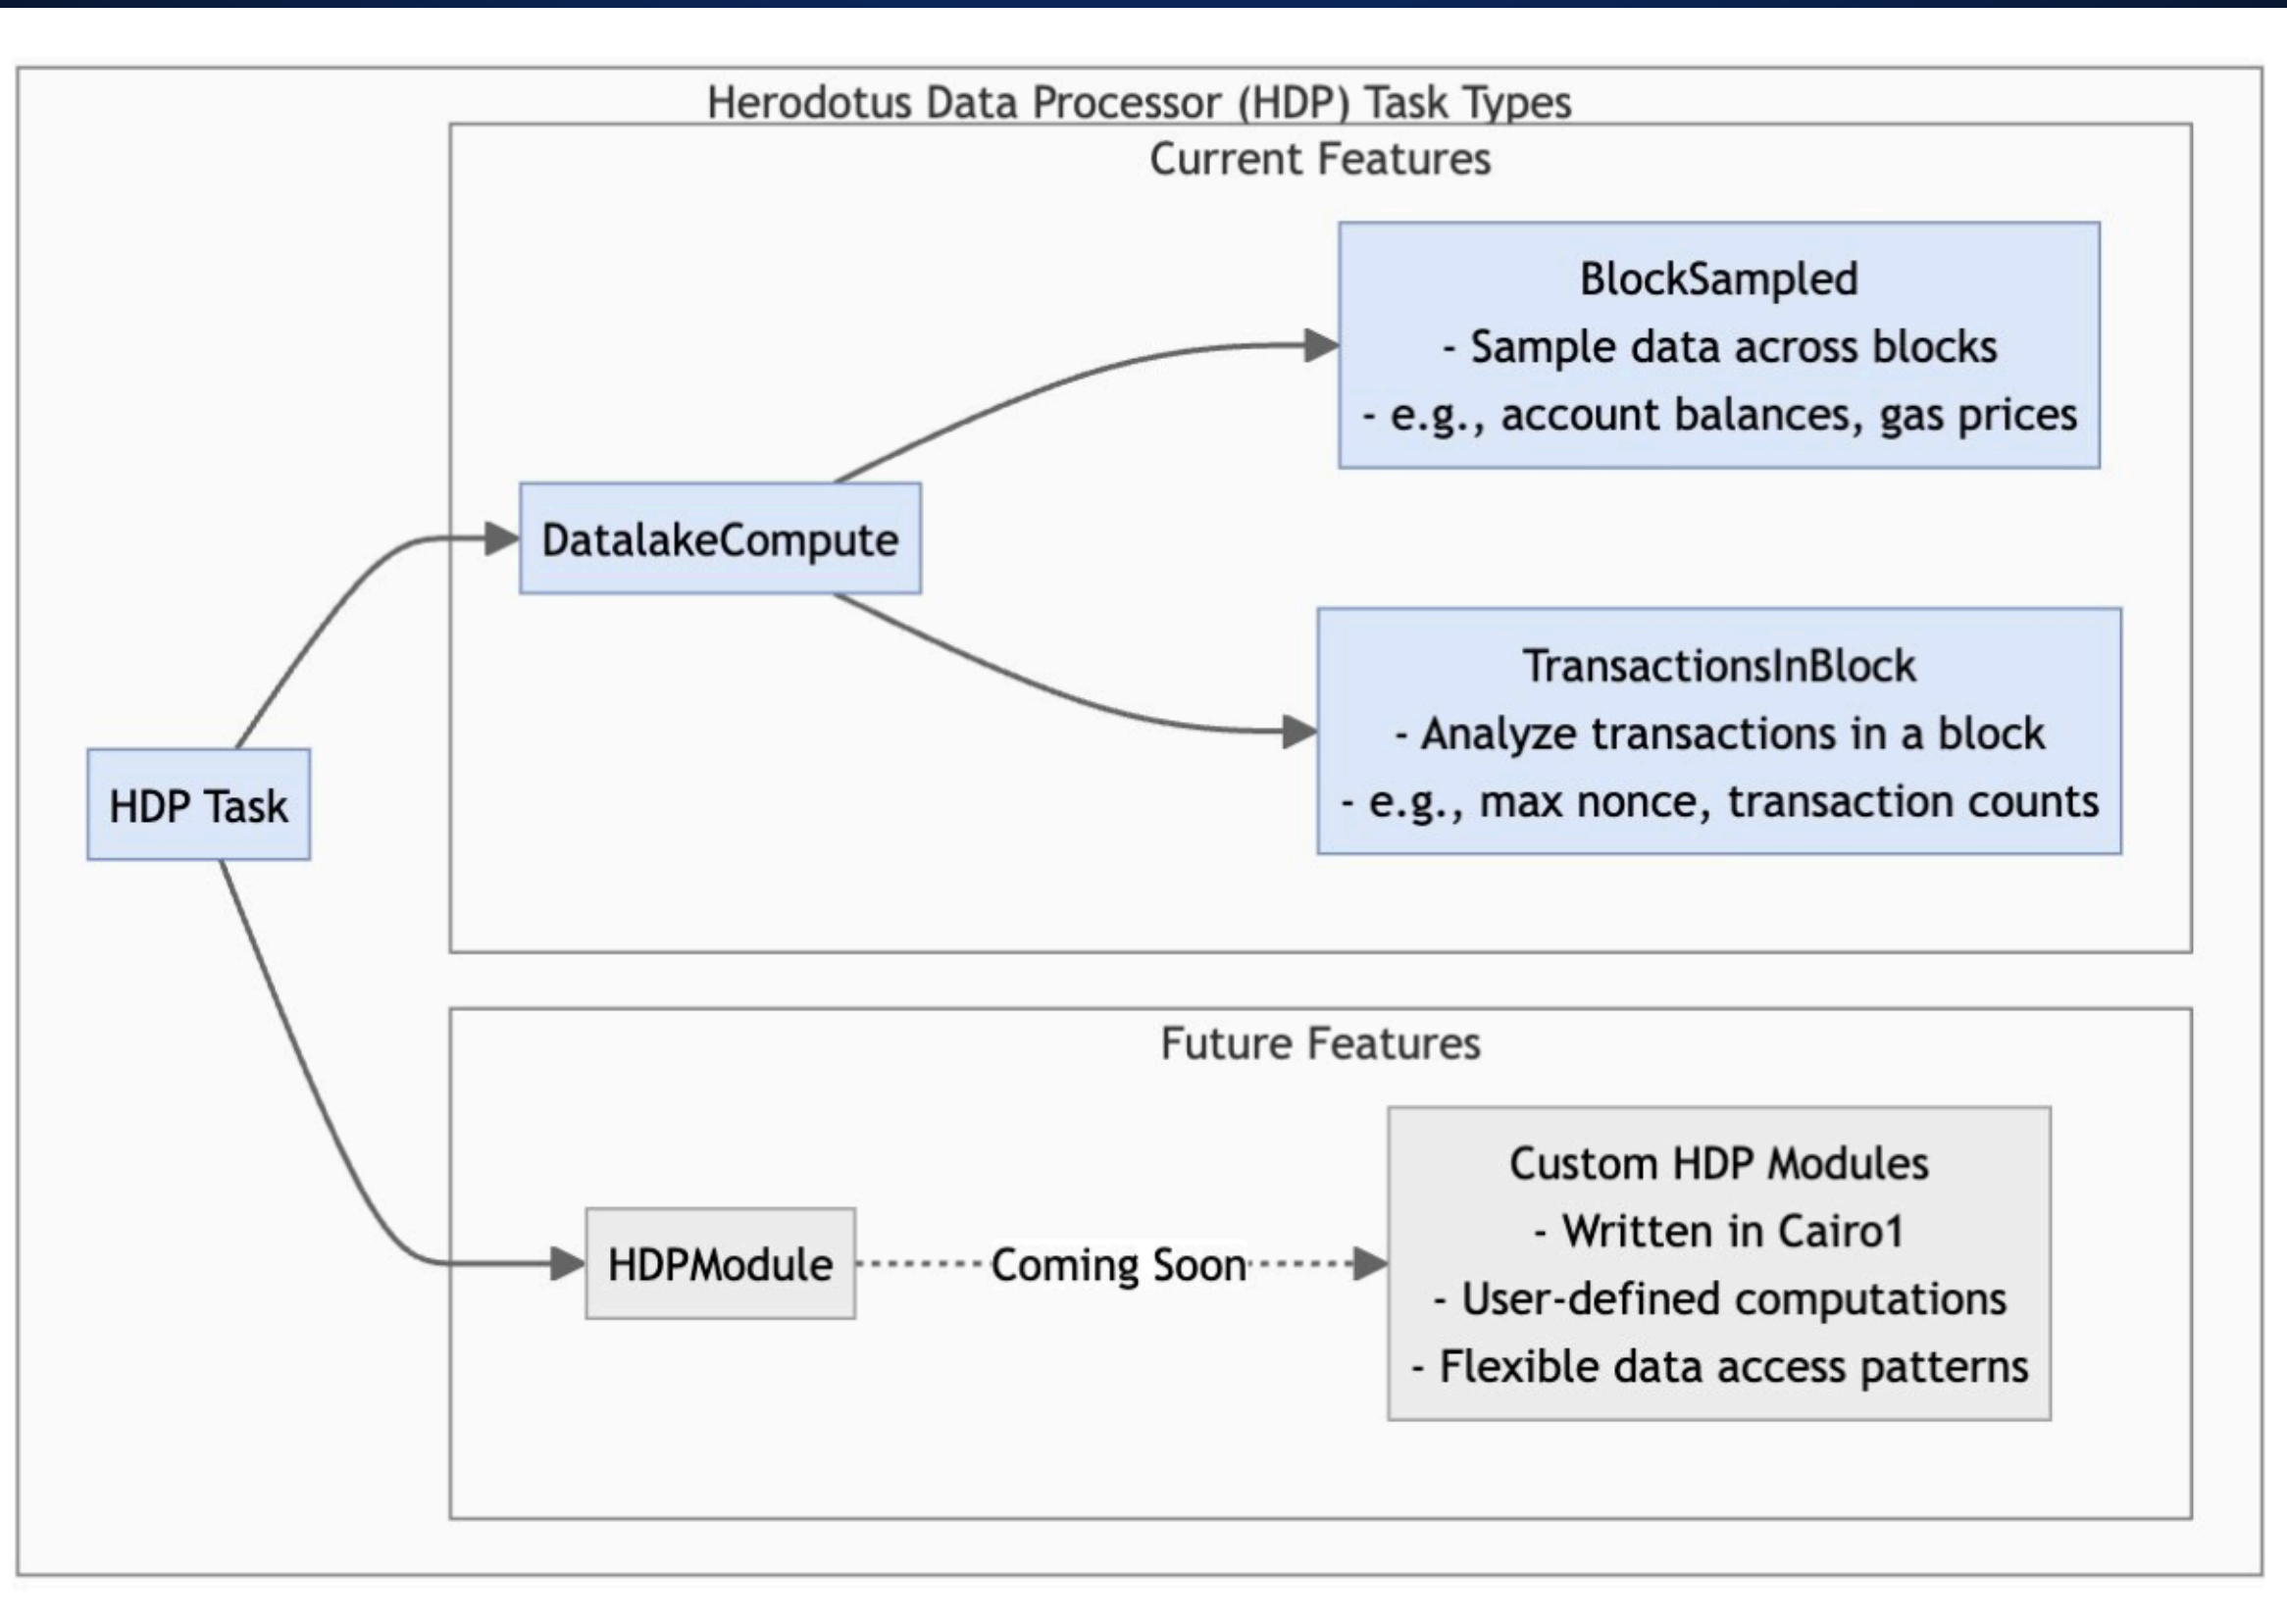 Herodotus Data Processor (HDP) Task Types
Current Features
BlockSampled
- Sample data across blocks
- e.g., account balances, gas prices
DatalakeCompute
TransactionsInBlock
- Analyze transactions in a block
- e.g., max nonce, transaction counts
HDP Task
Future Features
HDPModule
Coming Soon
Custom HDP Modules
- Written in Cairo1
- User-defined computations
- Flexible data access patterns